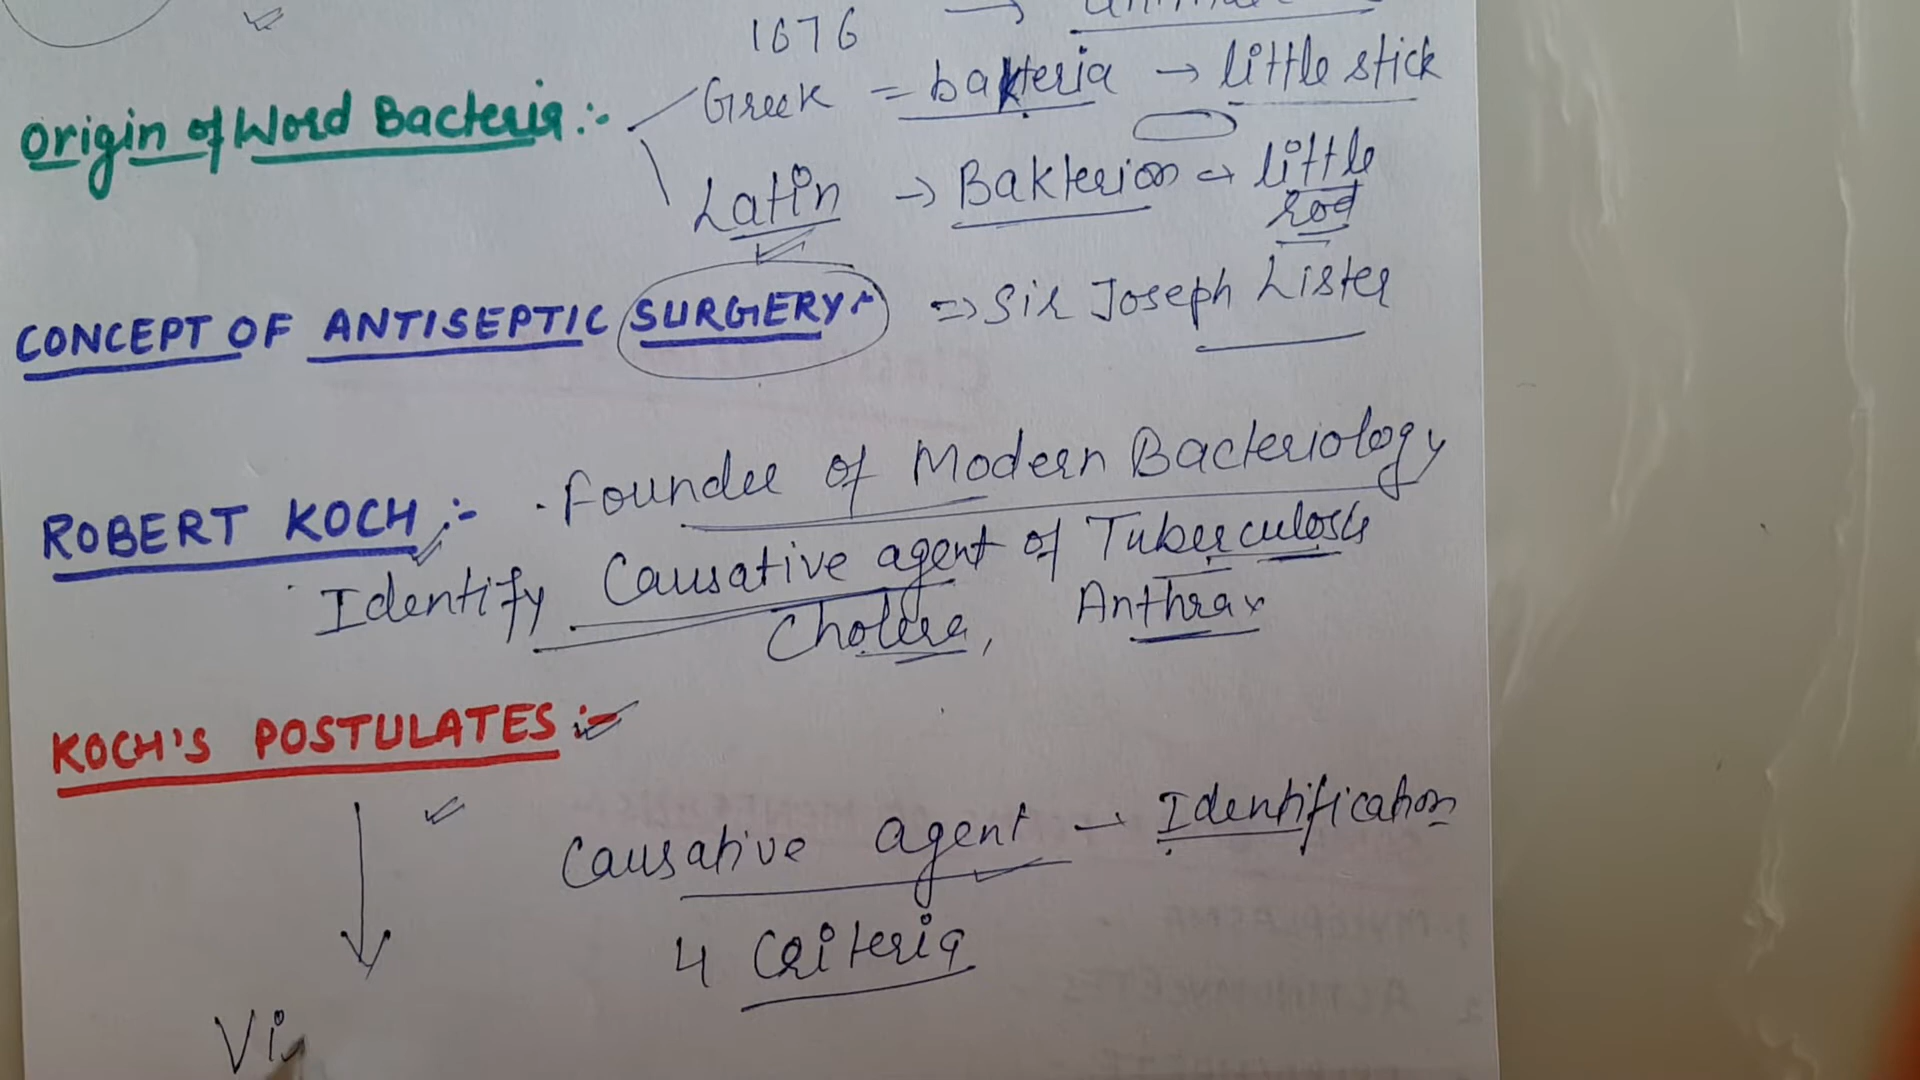 1676 →
Origin of Word Bacteria :- Greek = bakteria → little stick
Latin → Bakterion → little rod
CONCEPT OF ANTISEPTIC SURGERY :- ⇒ Sir Joseph Lister
ROBERT KOCH :- · Founder of Modern Bacteriology
· Identify Causative agent of Tuberculosis
Cholera, Anthrax
KOCH'S POSTULATES :-
Causative agent → Identification
4 Criteria
Vi